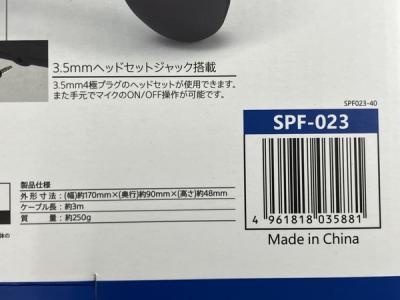 3.5mmヘッドセットジャック搭載
3.5mm4極プラグのヘッドセットが使用できます。
また手元でマイクのON/OFF操作が可能です。
SPF023-40
SPF-023
4 961818 035881
Made in China
製品仕様
外形寸法：(幅)約170mm×(奥行)約90mm×(高さ)約48mm
ケーブル長：約3m
質量：約250g